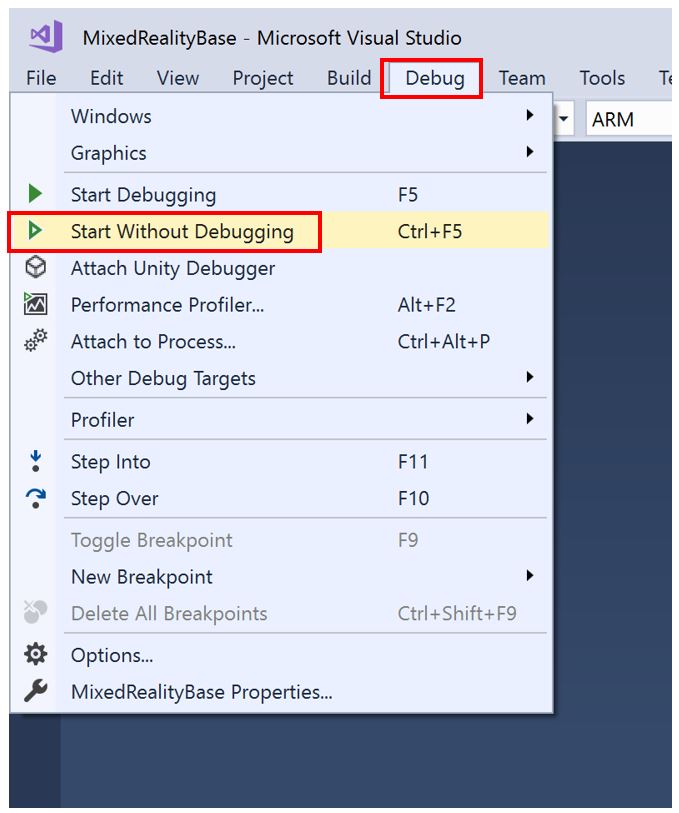 MixedRealityBase - Microsoft Visual Studio
File Edit View Project Build Debug Team Tools
ARM
Windows
Graphics
Start Debugging F5
Start Without Debugging Ctrl+F5
Attach Unity Debugger
Performance Profiler... Alt+F2
Attach to Process... Ctrl+Alt+P
Other Debug Targets
Profiler
Step Into F11
Step Over F10
Toggle Breakpoint F9
New Breakpoint
Delete All Breakpoints Ctrl+Shift+F9
Options...
MixedRealityBase Properties...